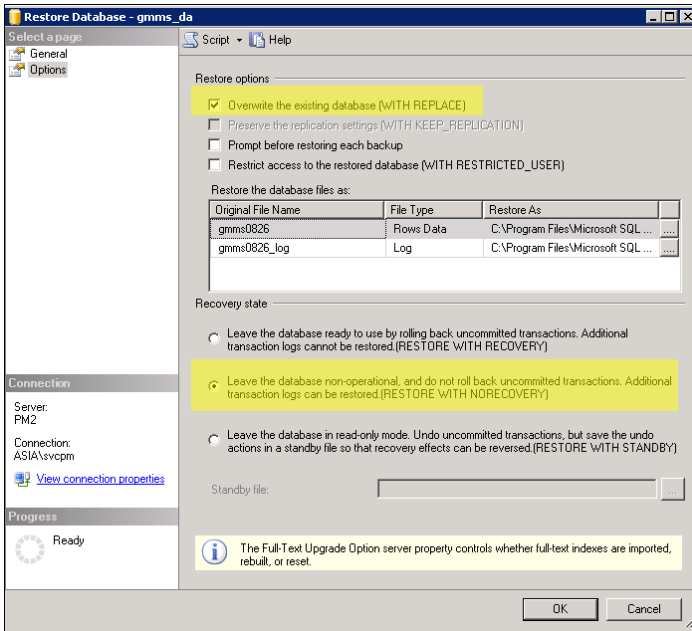 Restore Database - gmms_da
Select a page
General
Options
Script
Help
Restore options
Overwrite the existing database (WITH REPLACE)
Preserve the replication settings (WITH KEEP_REPLICATION)
Prompt before restoring each backup
Restrict access to the restored database (WITH RESTRICTED_USER)
Restore the database files as:
Original File Name File Type Restore As
gmms0826 Rows Data C:\Program Files\Microsoft SQL ... ...
gmms0826_log Log C:\Program Files\Microsoft SQL ... ...
Recovery state
Leave the database ready to use by rolling back uncommitted transactions. Additional
transaction logs cannot be restored.(RESTORE WITH RECOVERY)
Leave the database non-operational, and do not roll back uncommitted transactions. Additional
transaction logs can be restored.(RESTORE WITH NORECOVERY)
Leave the database in read-only mode. Undo uncommitted transactions, but save the undo
actions in a standby file so that recovery effects can be reversed.(RESTORE WITH STANDBY)
Standby file:
...
Connection
Server:
PM2
Connection:
ASIA\svcpm
View connection properties
Progress
Ready
The Full-Text Upgrade Option server property controls whether full-text indexes are imported,
rebuilt, or reset.
OK
Cancel